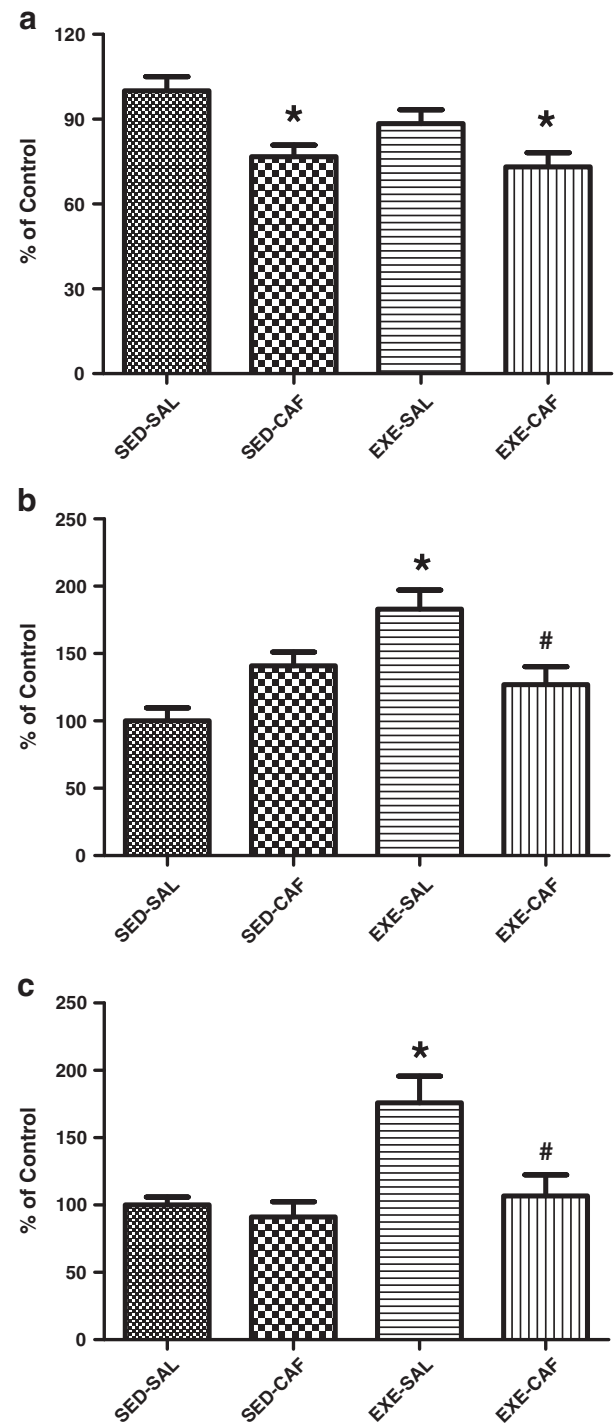 a
120
90
60
30
0
% of Control
*
*
SED-SAL
SED-CAF
EXE-SAL
EXE-CAF
b
250
200
150
100
50
0
% of Control
*
#
SED-SAL
SED-CAF
EXE-SAL
EXE-CAF
c
250
200
150
100
50
0
% of Control
*
#
SED-SAL
SED-CAF
EXE-SAL
EXE-CAF